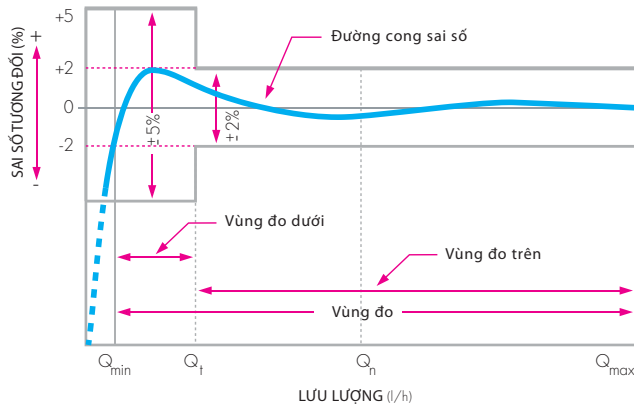 +5
+2
0
-2
SAI SỐ TƯƠNG ĐỐI (%)
+
-
Đường cong sai số
±5%
±2%
Vùng đo dưới
Vùng đo trên
Vùng đo
Qmin
Qt
Qn
Qmax
LƯU LƯỢNG (l/h)